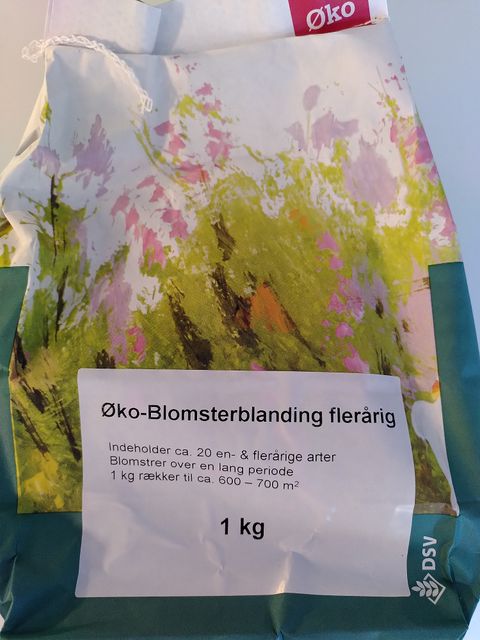 Øko
Øko-Blomsterblanding flerårig
Indeholder ca. 20 en- & flerårige arter
Blomstrer over en lang periode
1 kg rækker til ca. 600 – 700 m²
1 kg
DSV